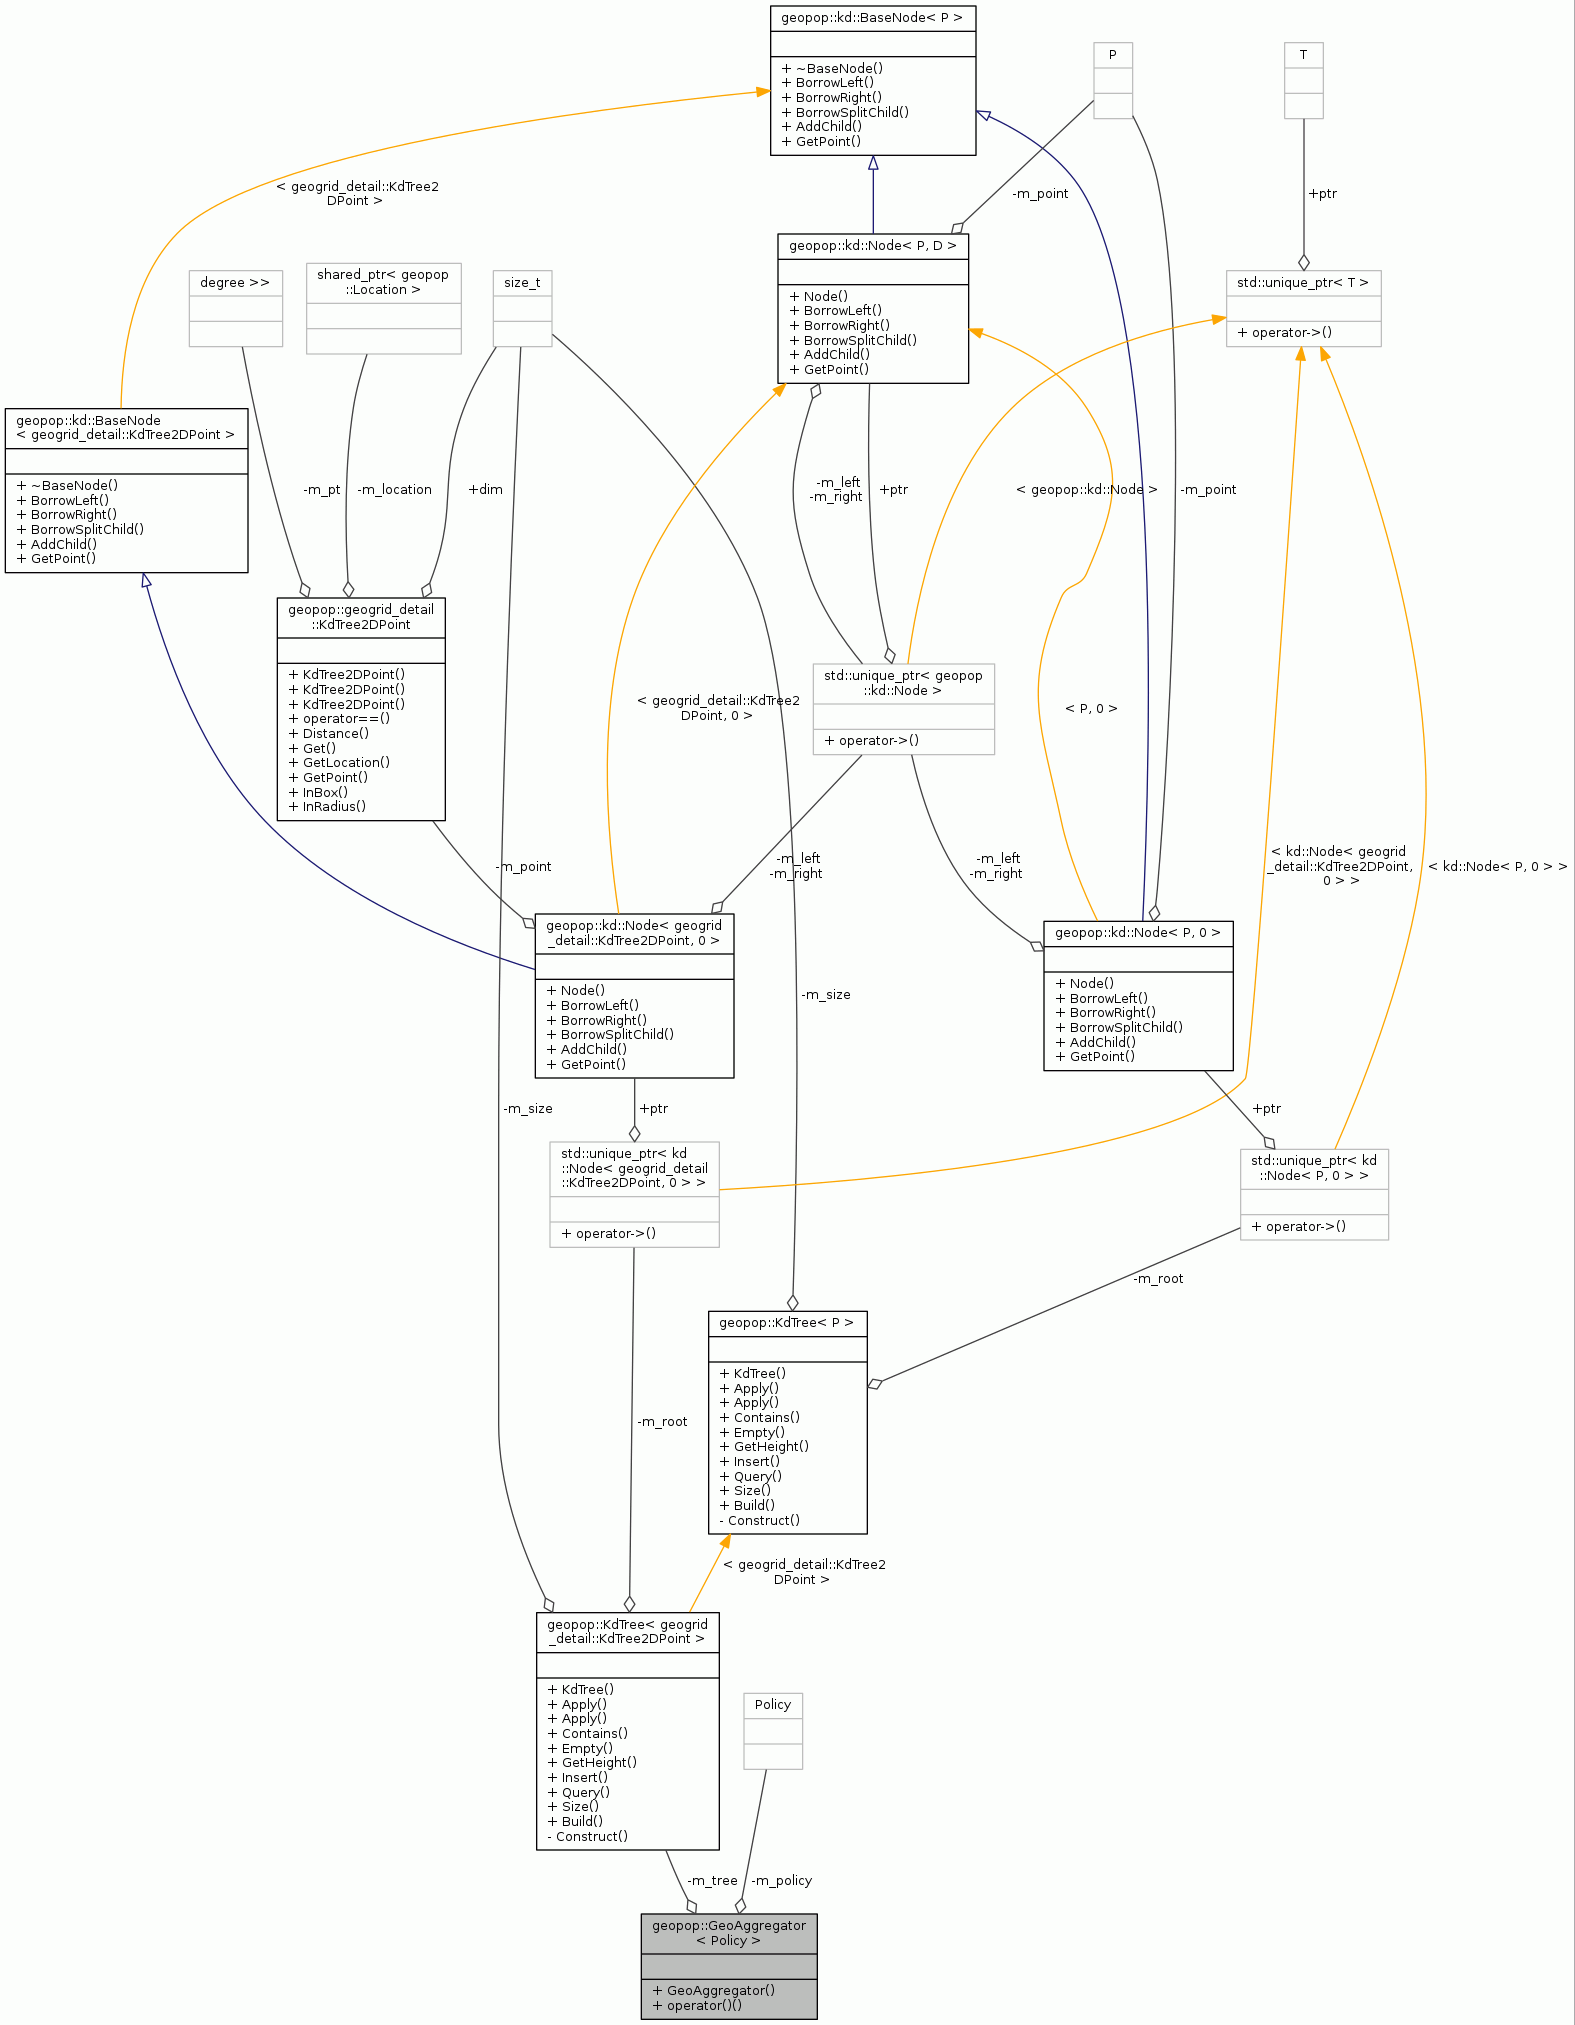 geopop::kd::BaseNode< P >
+ ~BaseNode()
+ BorrowLeft()
+ BorrowRight()
+ BorrowSplitChild()
+ AddChild()
+ GetPoint()
P
T
< geogrid_detail::KdTree2
DPoint >
-m_point
+ptr
geopop::kd::Node< P, D >
+ Node()
+ BorrowLeft()
+ BorrowRight()
+ BorrowSplitChild()
+ AddChild()
+ GetPoint()
degree >>
shared_ptr< geopop
::Location >
size_t
std::unique_ptr< T >
+ operator->()
geopop::kd::BaseNode
< geogrid_detail::KdTree2DPoint >
+ ~BaseNode()
+ BorrowLeft()
+ BorrowRight()
+ BorrowSplitChild()
+ AddChild()
+ GetPoint()
-m_pt
-m_location
+dim
-m_left
-m_right
+ptr
< geopop::kd::Node >
-m_point
geopop::geogrid_detail
::KdTree2DPoint
+ KdTree2DPoint()
+ KdTree2DPoint()
+ KdTree2DPoint()
+ operator==()
+ Distance()
+ Get()
+ GetLocation()
+ GetPoint()
+ InBox()
+ InRadius()
< geogrid_detail::KdTree2
DPoint, 0 >
std::unique_ptr< geopop
::kd::Node >
+ operator->()
< P, 0 >
-m_point
-m_left
-m_right
-m_left
-m_right
< kd::Node< geogrid
_detail::KdTree2DPoint,
0 > >
< kd::Node< P, 0 > >
geopop::kd::Node< geogrid
_detail::KdTree2DPoint, 0 >
+ Node()
+ BorrowLeft()
+ BorrowRight()
+ BorrowSplitChild()
+ AddChild()
+ GetPoint()
-m_size
geopop::kd::Node< P, 0 >
+ Node()
+ BorrowLeft()
+ BorrowRight()
+ BorrowSplitChild()
+ AddChild()
+ GetPoint()
-m_size
+ptr
+ptr
std::unique_ptr< kd
::Node< geogrid_detail
::KdTree2DPoint, 0 > >
+ operator->()
std::unique_ptr< kd
::Node< P, 0 > >
+ operator->()
-m_root
geopop::KdTree< P >
+ KdTree()
+ Apply()
+ Apply()
+ Contains()
+ Empty()
+ GetHeight()
+ Insert()
+ Query()
+ Size()
+ Build()
- Construct()
-m_root
< geogrid_detail::KdTree2
DPoint >
geopop::KdTree< geogrid
_detail::KdTree2DPoint >
+ KdTree()
+ Apply()
+ Apply()
+ Contains()
+ Empty()
+ GetHeight()
+ Insert()
+ Query()
+ Size()
+ Build()
- Construct()
Policy
-m_tree
-m_policy
geopop::GeoAggregator
< Policy >
+ GeoAggregator()
+ operator()()